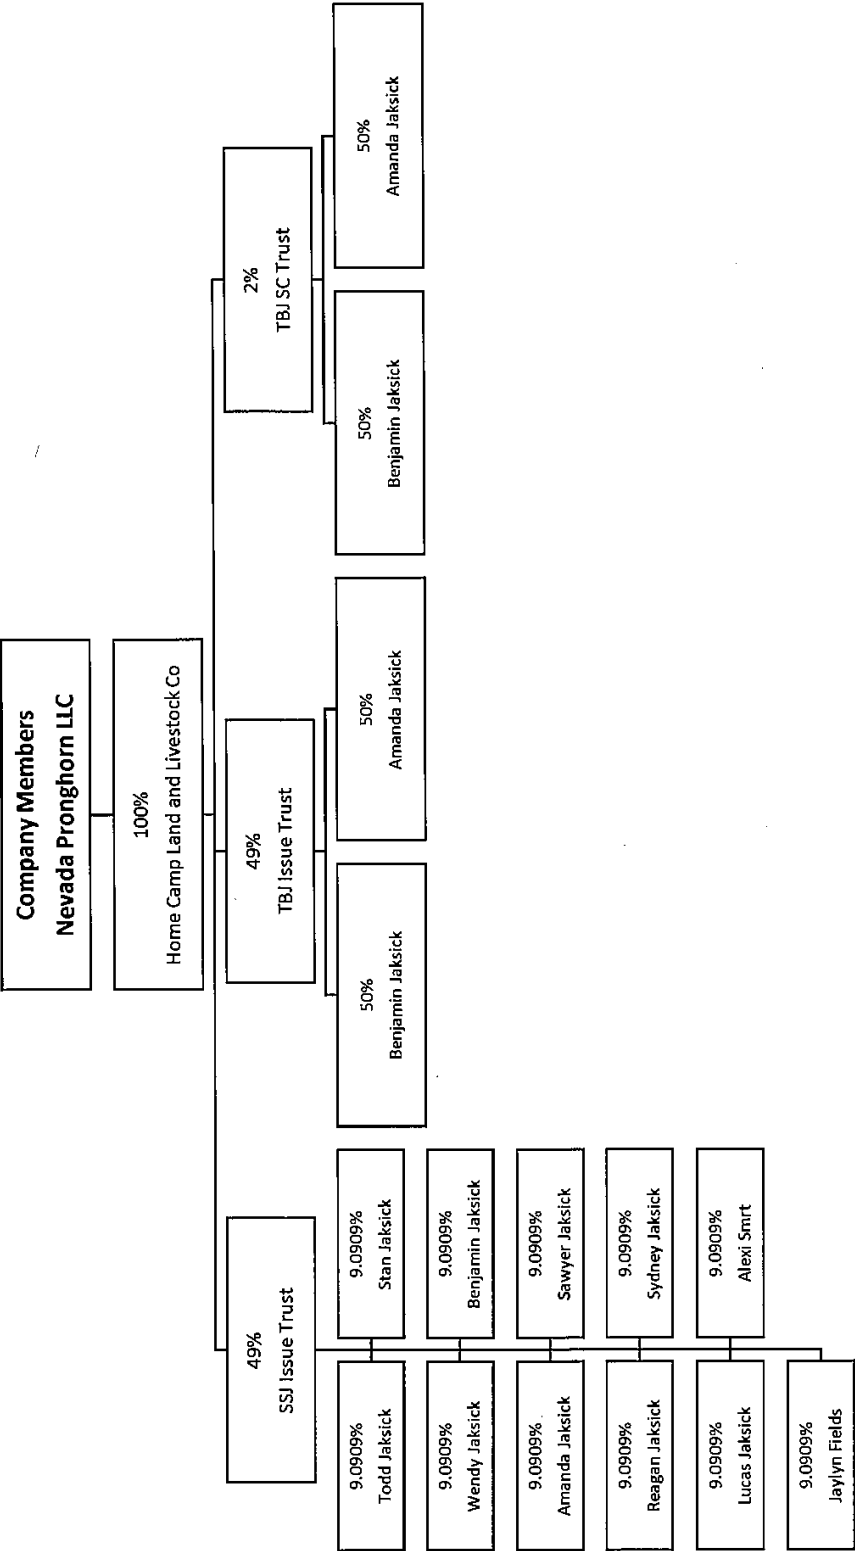 Company Members
Nevada Pronghorn LLC
100%
Home Camp Land and Livestock Co
49%
SSJ Issue Trust
49%
TBJ Issue Trust
2%
TBJ SC Trust
9.0909%
Todd Jaksick
9.0909%
Stan Jaksick
9.0909%
Wendy Jaksick
9.0909%
Benjamin Jaksick
9.0909%
Amanda Jaksick
9.0909%
Sawyer Jaksick
9.0909%
Reagan Jaksick
9.0909%
Sydney Jaksick
9.0909%
Lucas Jaksick
9.0909%
Alexi Smrt
9.0909%
Jaylyn Fields
50%
Benjamin Jaksick
50%
Amanda Jaksick
50%
Benjamin Jaksick
50%
Amanda Jaksick